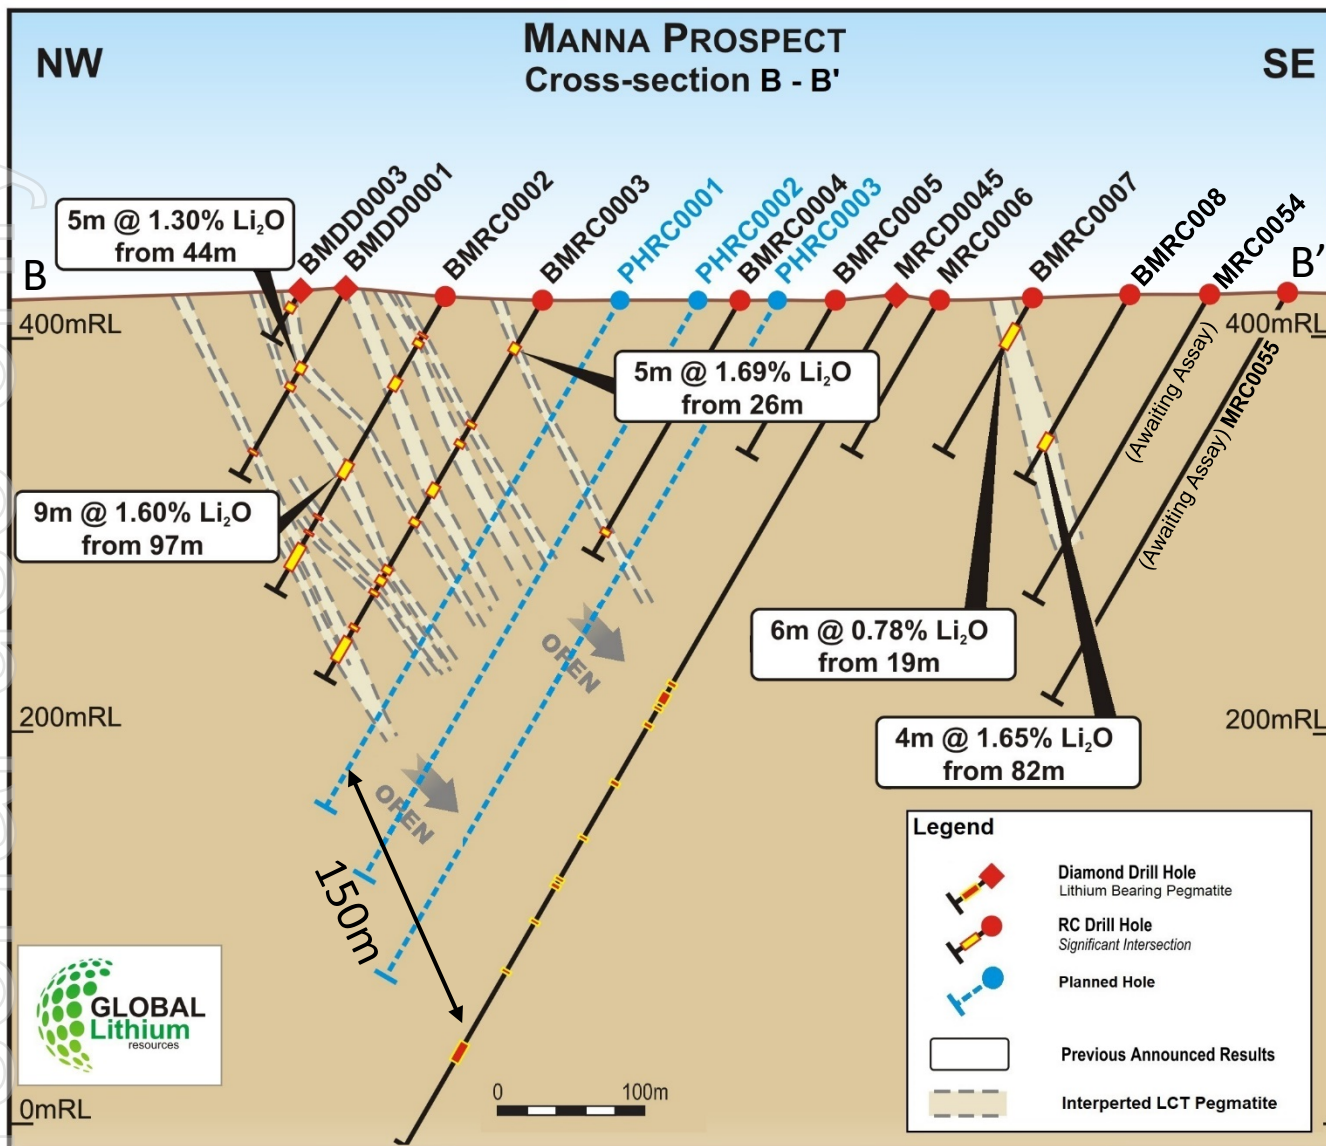 MANNA PROSPECT
Cross-section B - B'
NW
SE
BMDD0003
BMDD0001
BMRC0002
BMRC0003
PHRC0001
PHRC0002
BMRC0004
PHRC0003
BMRC0005
MRCD0045
MRC0006
BMRC0007
BMRC008
MRC0054
B
B’
5m @ 1.30% Li₂O
from 44m
400mRL
400mRL
5m @ 1.69% Li₂O
from 26m
(Awaiting Assay)
(Awaiting Assay) MRC0055
9m @ 1.60% Li₂O
from 97m
6m @ 0.78% Li₂O
from 19m
OPEN
200mRL
200mRL
4m @ 1.65% Li₂O
from 82m
OPEN
150m
Legend
Diamond Drill Hole
Lithium Bearing Pegmatite
RC Drill Hole
Significant Intersection
Planned Hole
Previous Announced Results
Interperted LCT Pegmatite
GLOBAL
Lithium
resources
0 100m
0mRL